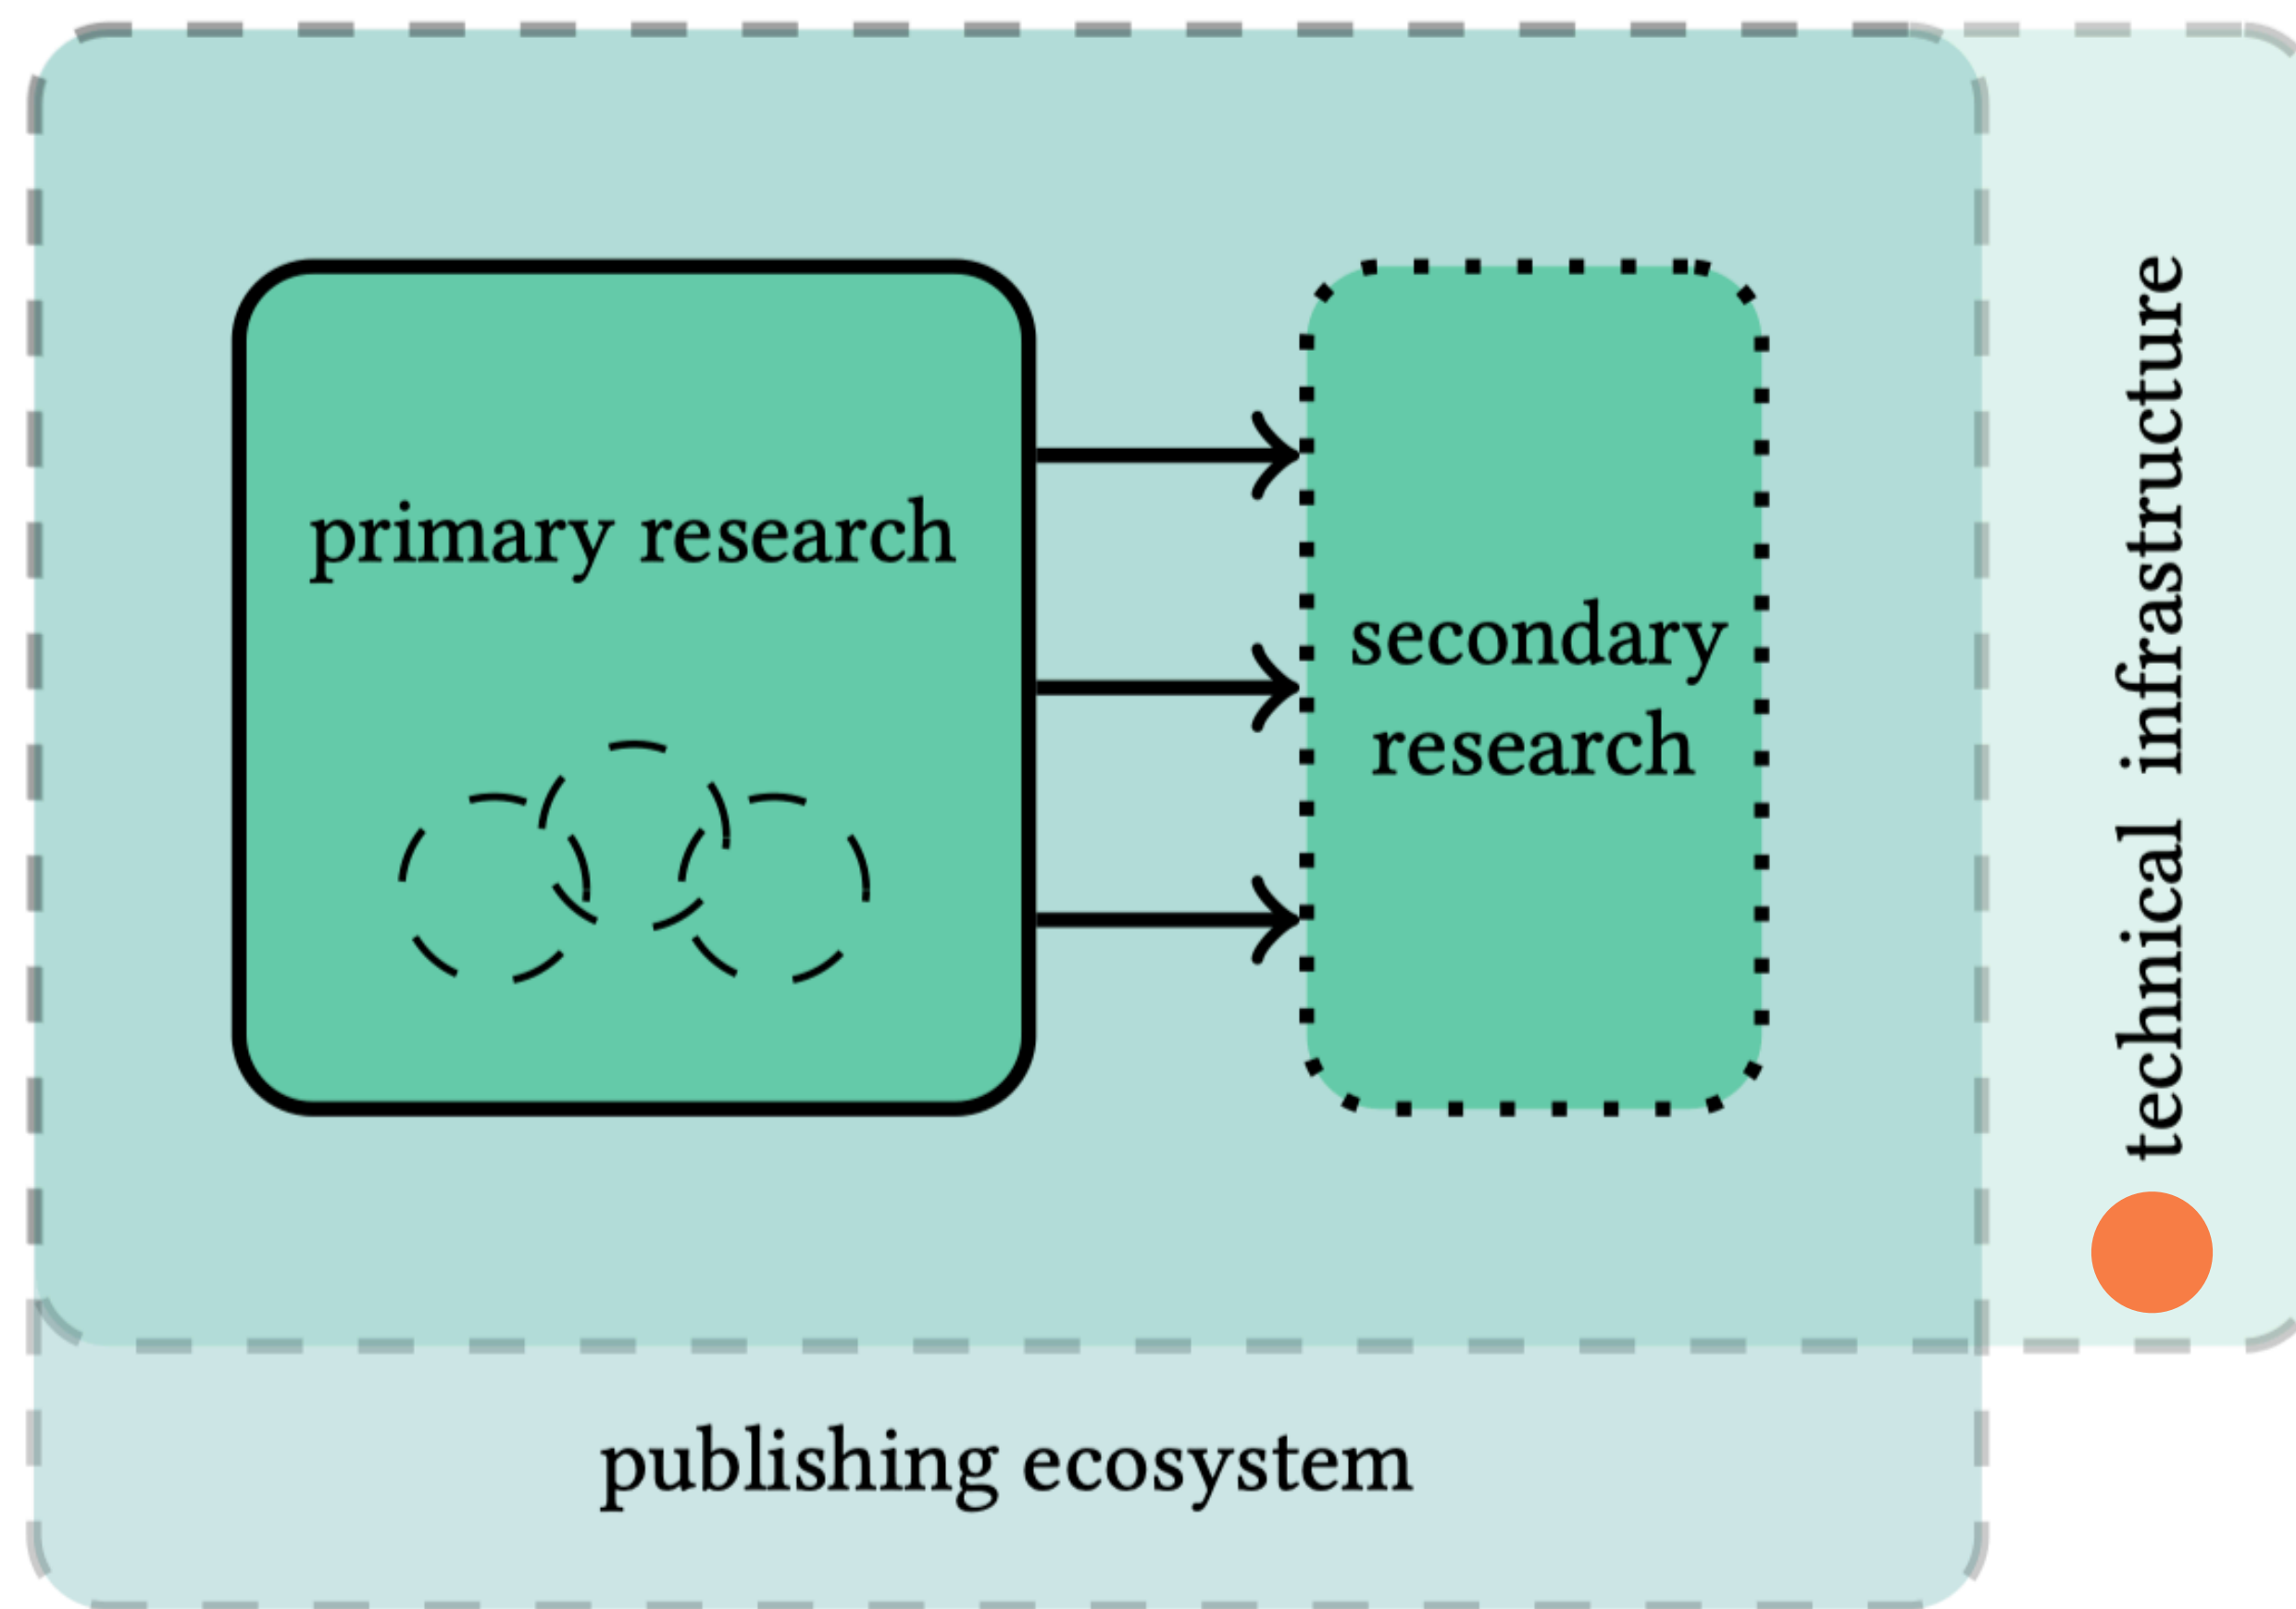 primary research
secondary
research
technical infrastructure
publishing ecosystem